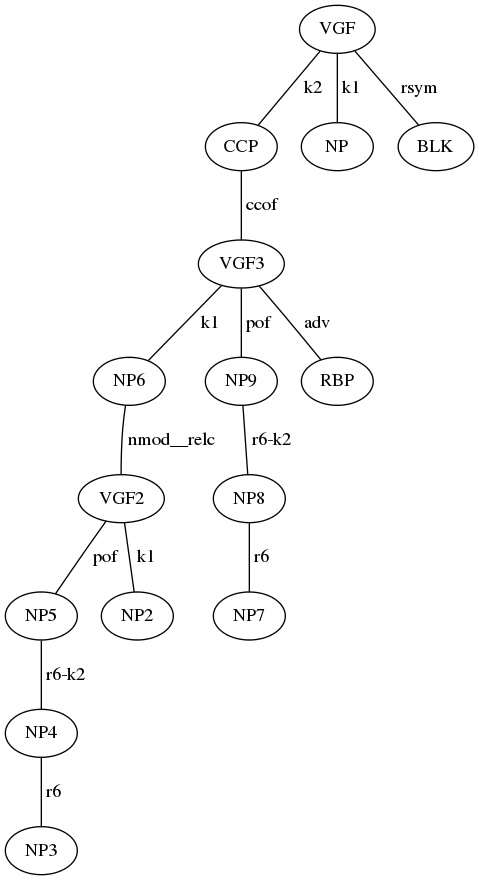 VGF
k2 k1 rsym
CCP NP BLK
ccof
VGF3
k1 pof adv
NP6 NP9 RBP
nmod__relc r6-k2
VGF2 NP8
pof k1 r6
NP5 NP2 NP7
r6-k2
NP4
r6
NP3